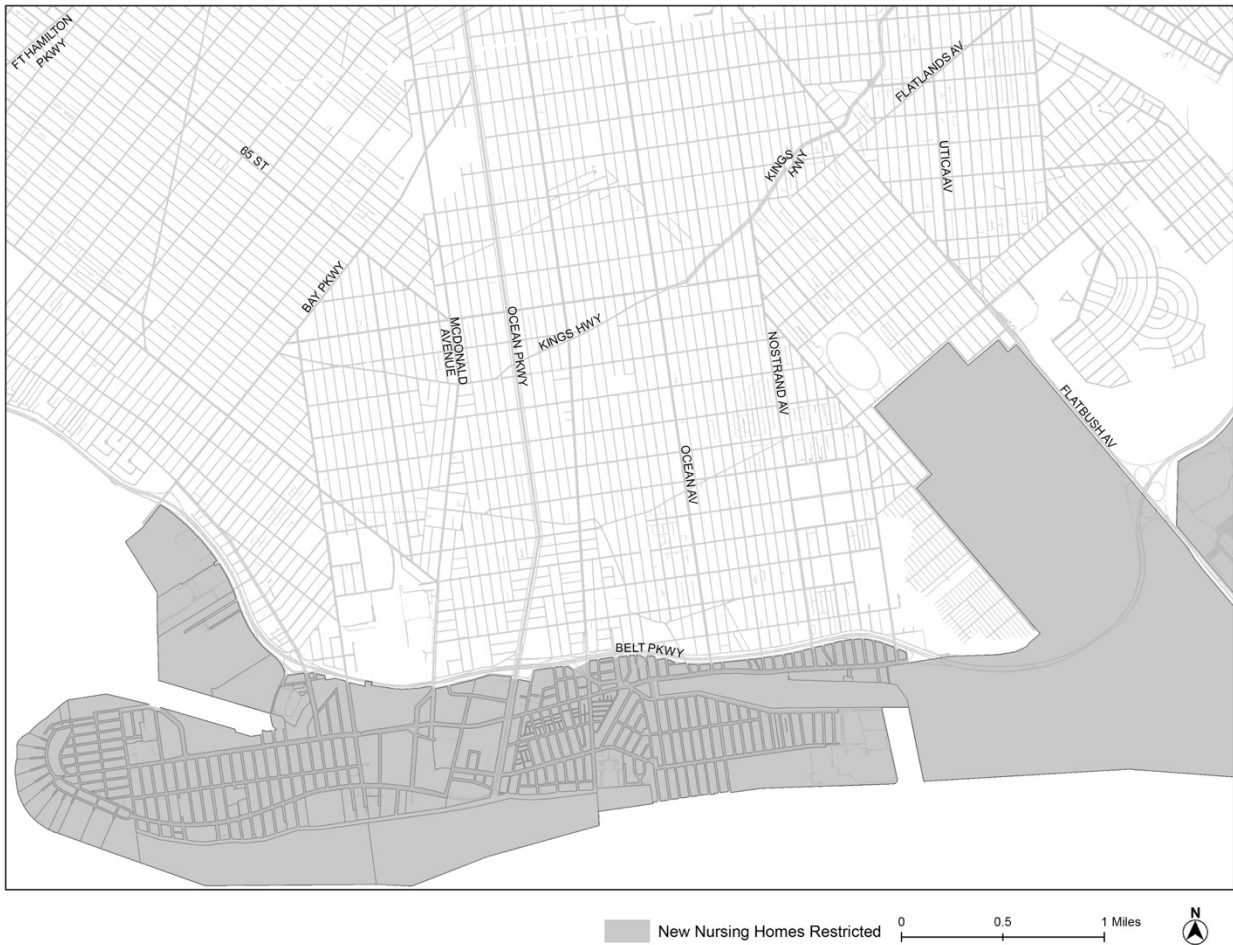 FT HAMILTON
PKWY
FLATLANDS AV
65 ST
UTICA AV
KINGS
HWY
BAY PKWY
MCDONALD
AVENUE
OCEAN PKWY
KINGS HWY
NOSTRAND AV
FLATBUSH AV
OCEAN AV
BELT PKWY
New Nursing Homes Restricted
0 0.5 1 Miles
N